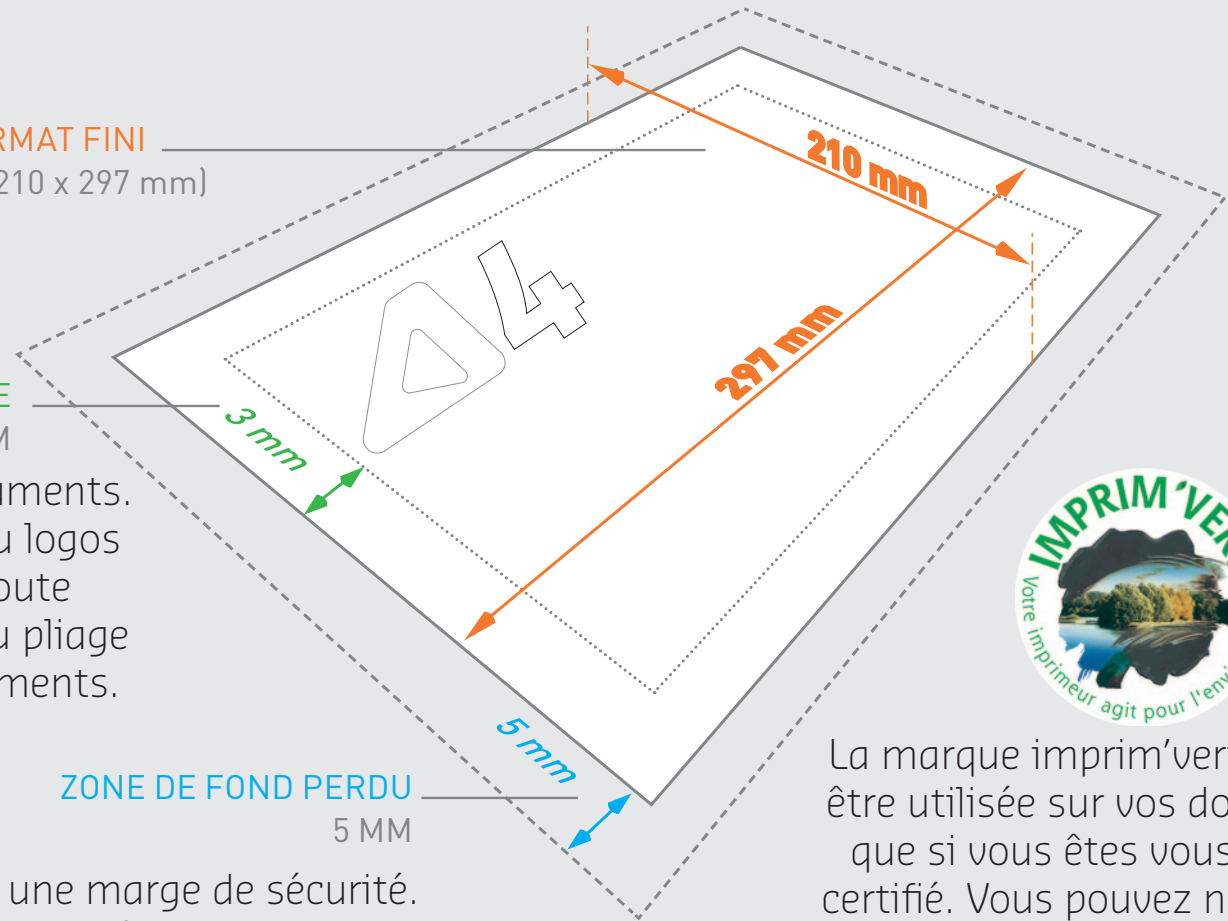 RMAT FINI
210 x 297 mm)
210 mm
297 mm
A4
E
M
3 mm
uments.
u logos
oute
u pliage
ments.
5 mm
ZONE DE FOND PERDU
5 MM
une marge de sécurité.
IMPRIM'VER
Votre imprimeur agit pour l'envi
La marque imprim'ver
être utilisée sur vos do
que si vous êtes vous
certifié. Vous pouvez n